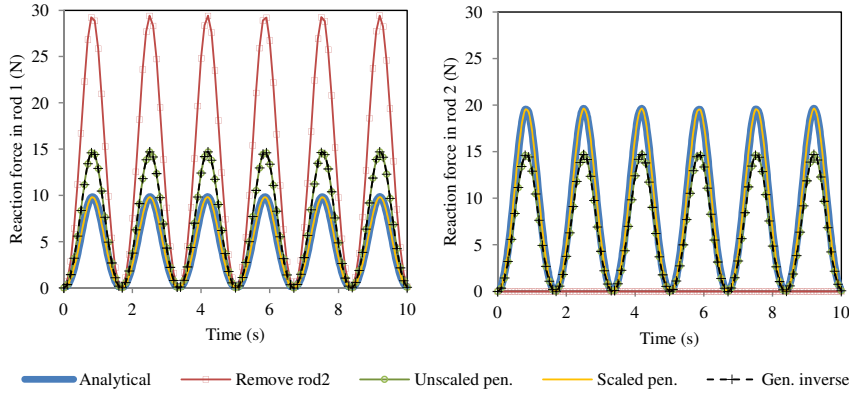 Reaction force in rod 1 (N)
30
25
20
15
10
5
0
0 2 4 6 8 10
Time (s)
Reaction force in rod 2 (N)
30
25
20
15
10
5
0
0 2 4 6 8 10
Time (s)
Analytical Remove rod2 Unscaled pen. Scaled pen. Gen. inverse